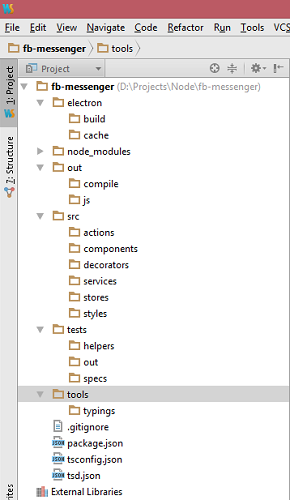 WS
File Edit View Navigate Code Refactor Run Tools VCS
fb-messenger tools
1: Project
Project
fb-messenger (D:\Projects\Node\fb-messenger)
electron
build
cache
node_modules
out
compile
js
src
actions
components
decorators
services
stores
styles
tests
helpers
out
specs
tools
typings
.gitignore
package.json
tsconfig.json
tsd.json
External Libraries
7: Structure